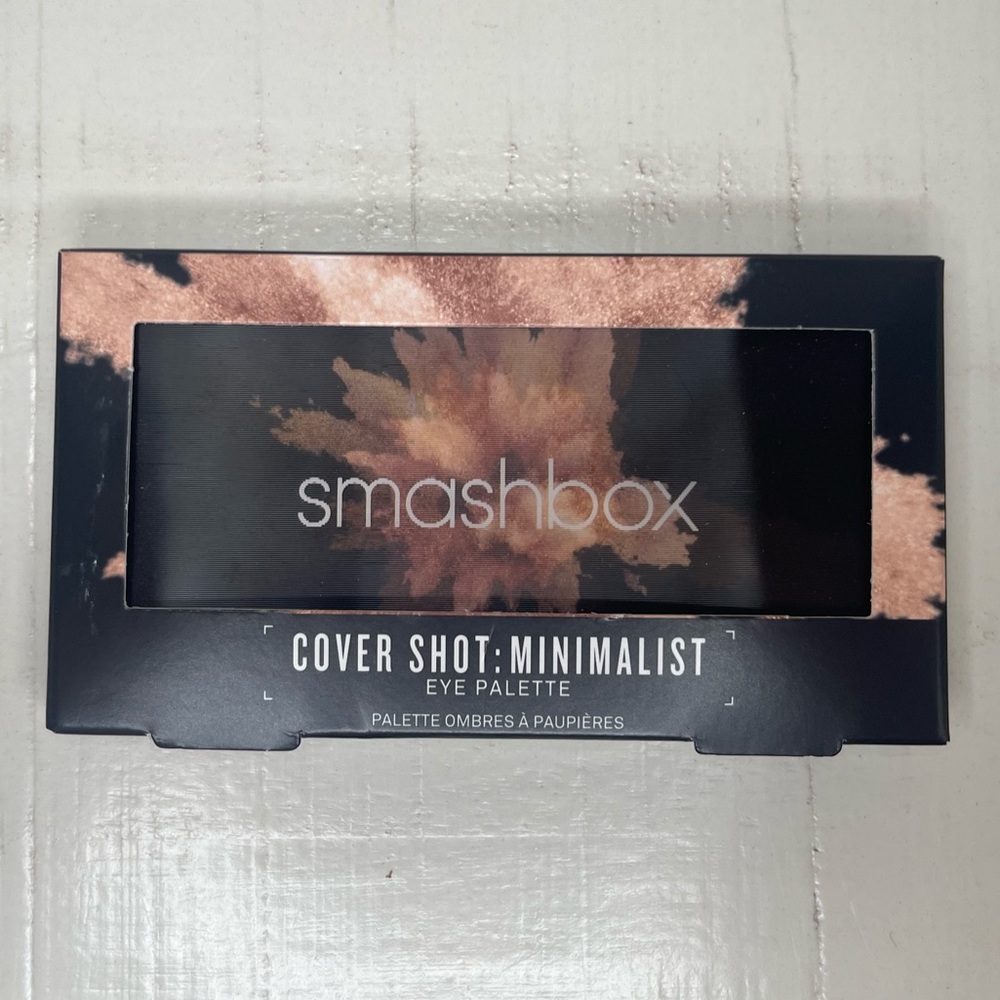 smashbox
COVER SHOT: MINIMALIST
EYE PALETTE
PALETTE OMBRES À PAUPIÈRES